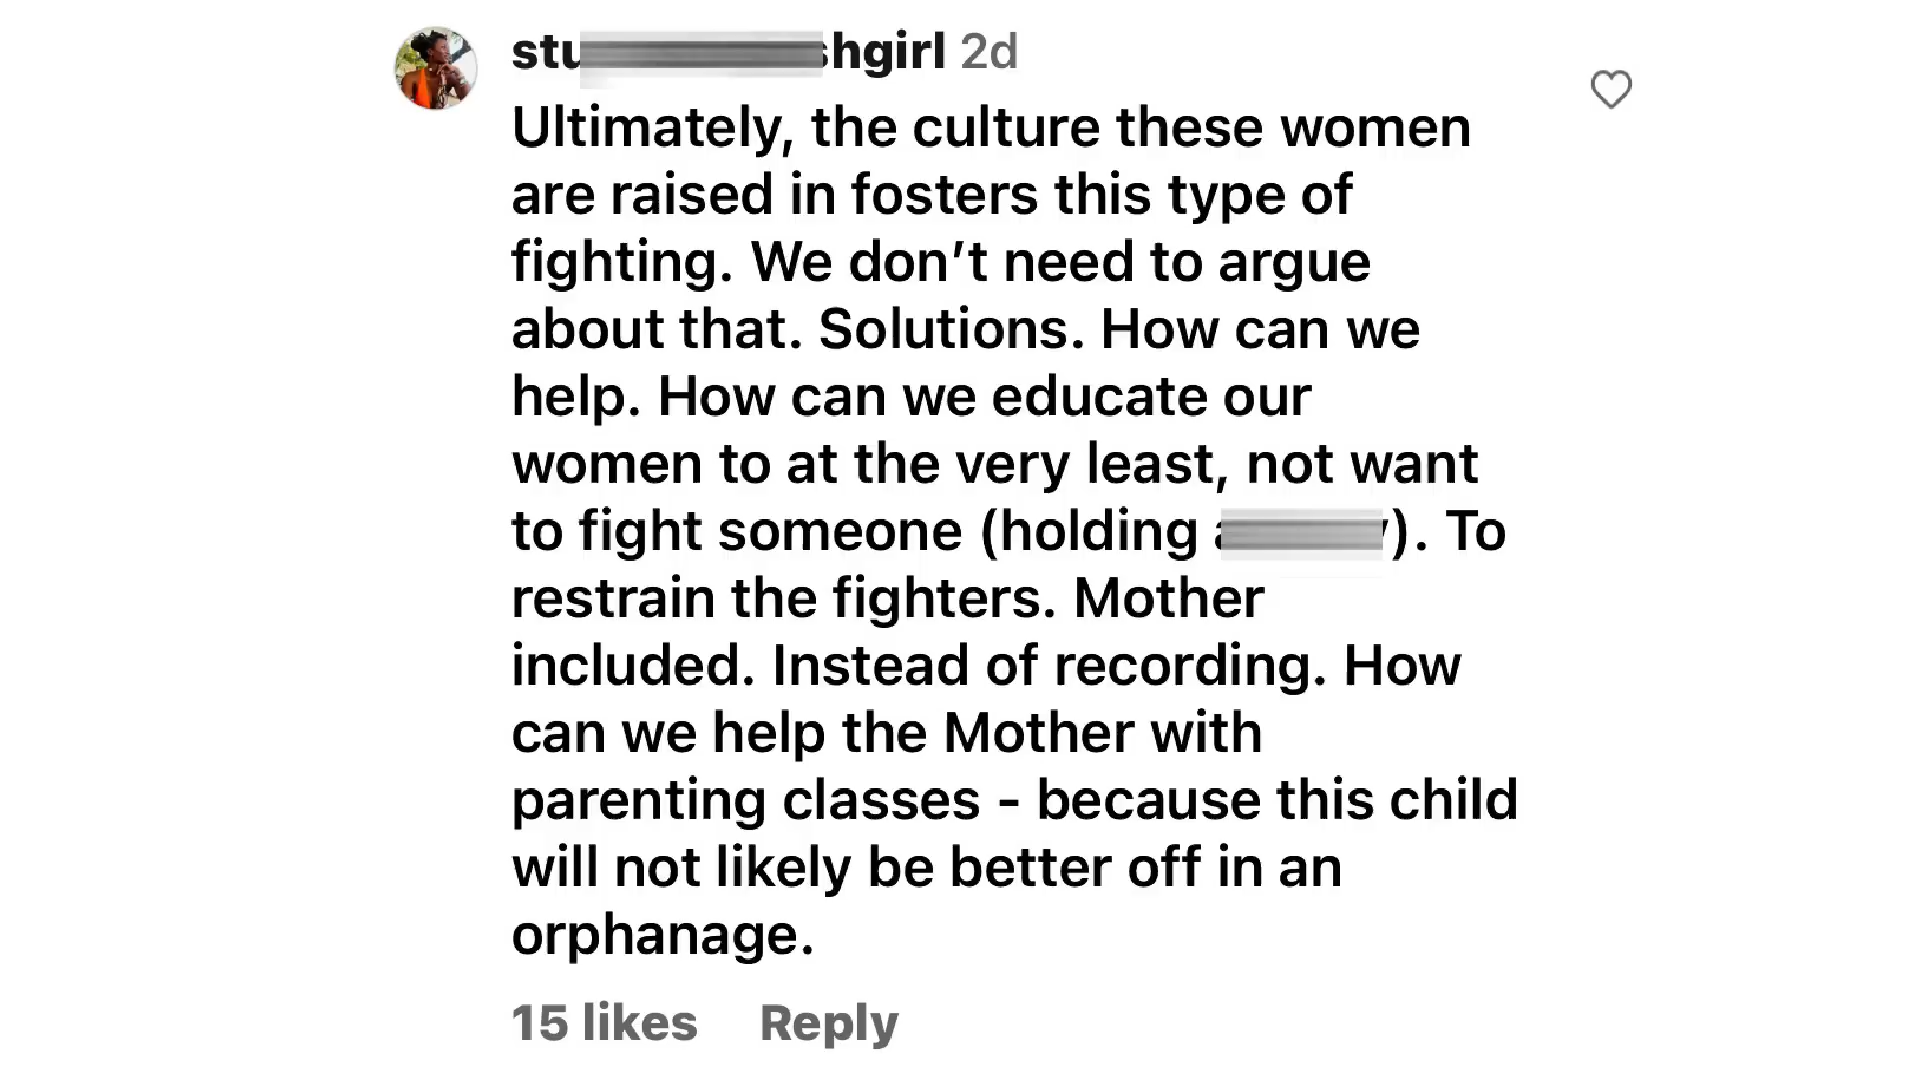 stu shgirl 2d
Ultimately, the culture these women
are raised in fosters this type of
fighting. We don’t need to argue
about that. Solutions. How can we
help. How can we educate our
women to at the very least, not want
to fight someone (holding ). To
restrain the fighters. Mother
included. Instead of recording. How
can we help the Mother with
parenting classes - because this child
will not likely be better off in an
orphanage.
15 likes Reply